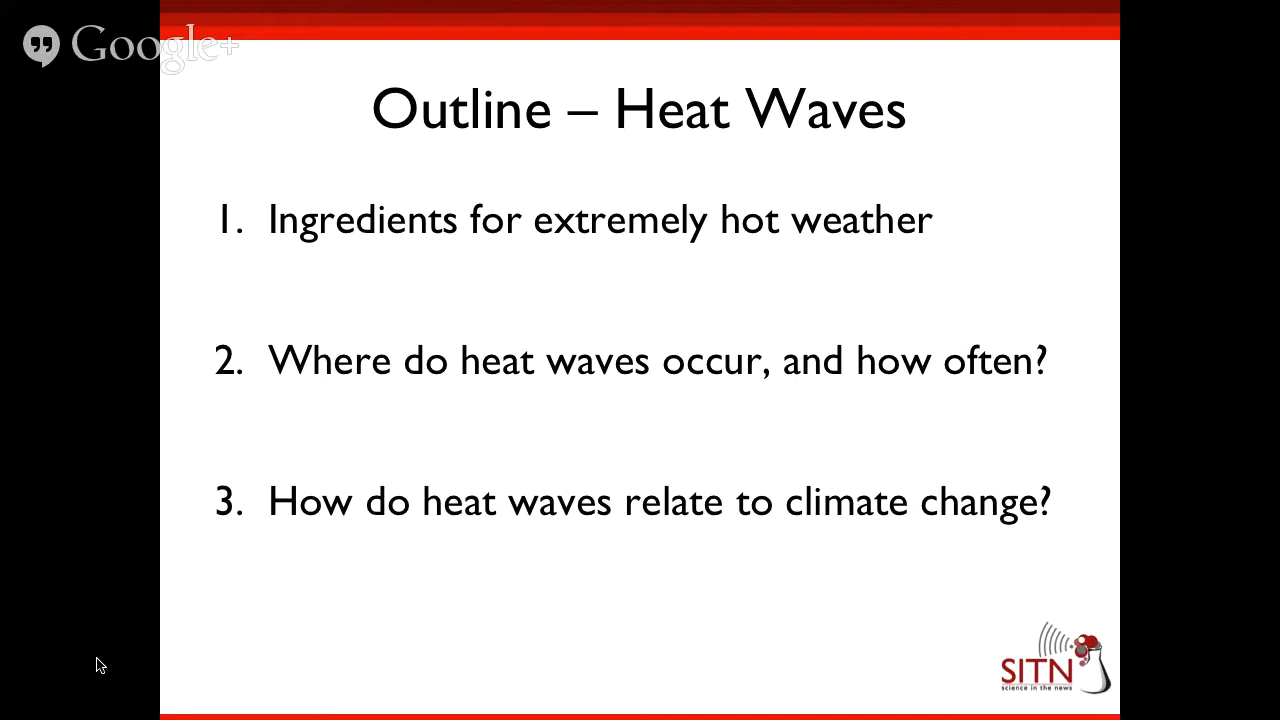 Google+
Outline – Heat Waves
1. Ingredients for extremely hot weather
2. Where do heat waves occur, and how often?
3. How do heat waves relate to climate change?
SITN
science in the news